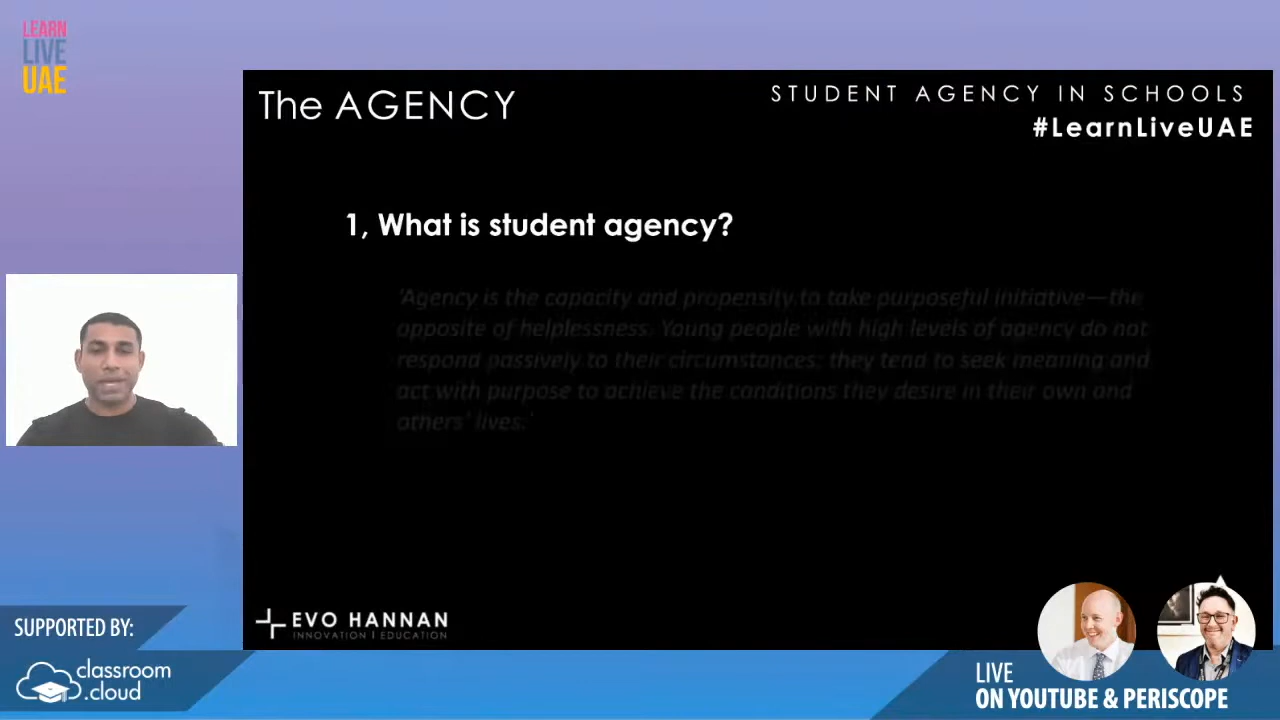 LEARN
LIVE
UAE
The AGENCY
STUDENT AGENCY IN SCHOOLS
#LearnLiveUAE
1, What is student agency?
'Agency is the capacity and propensity to take purposeful initiative—the
opposite of helplessness. Young people with high levels of agency do not
respond passively to their circumstances; they tend to seek meaning and
act with purpose to achieve the conditions they desire in their own and
others' lives.'
EVO HANNAN
INNOVATION | EDUCATION
SUPPORTED BY:
classroom
.cloud
LIVE
ON YOUTUBE & PERISCOPE